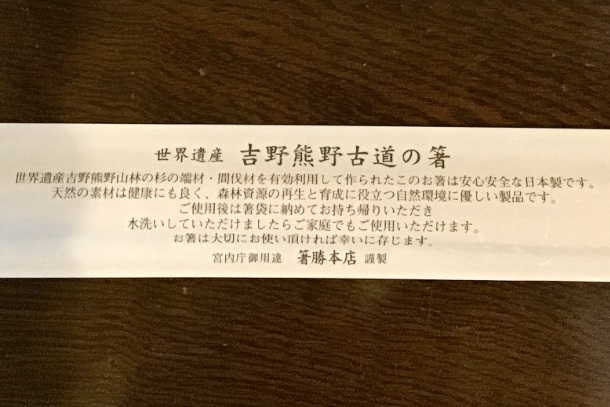 世界遺産 吉野熊野古道の箸
世界遺産吉野熊野山林の杉の端材・間伐材を有効利用して作られたこのお箸は安心安全な日本製です。
天然の素材は健康にも良く、森林資源の再生と育成に役立つ自然環境に優しい製品です。
ご使用後は箸袋に納めてお持ち帰りいただき
水洗いしていただけましたらご家庭でもご使用いただけます。
お箸は大切にお使い頂ければ幸いに存じます。
宮内庁御用達 箸勝本店 謹製